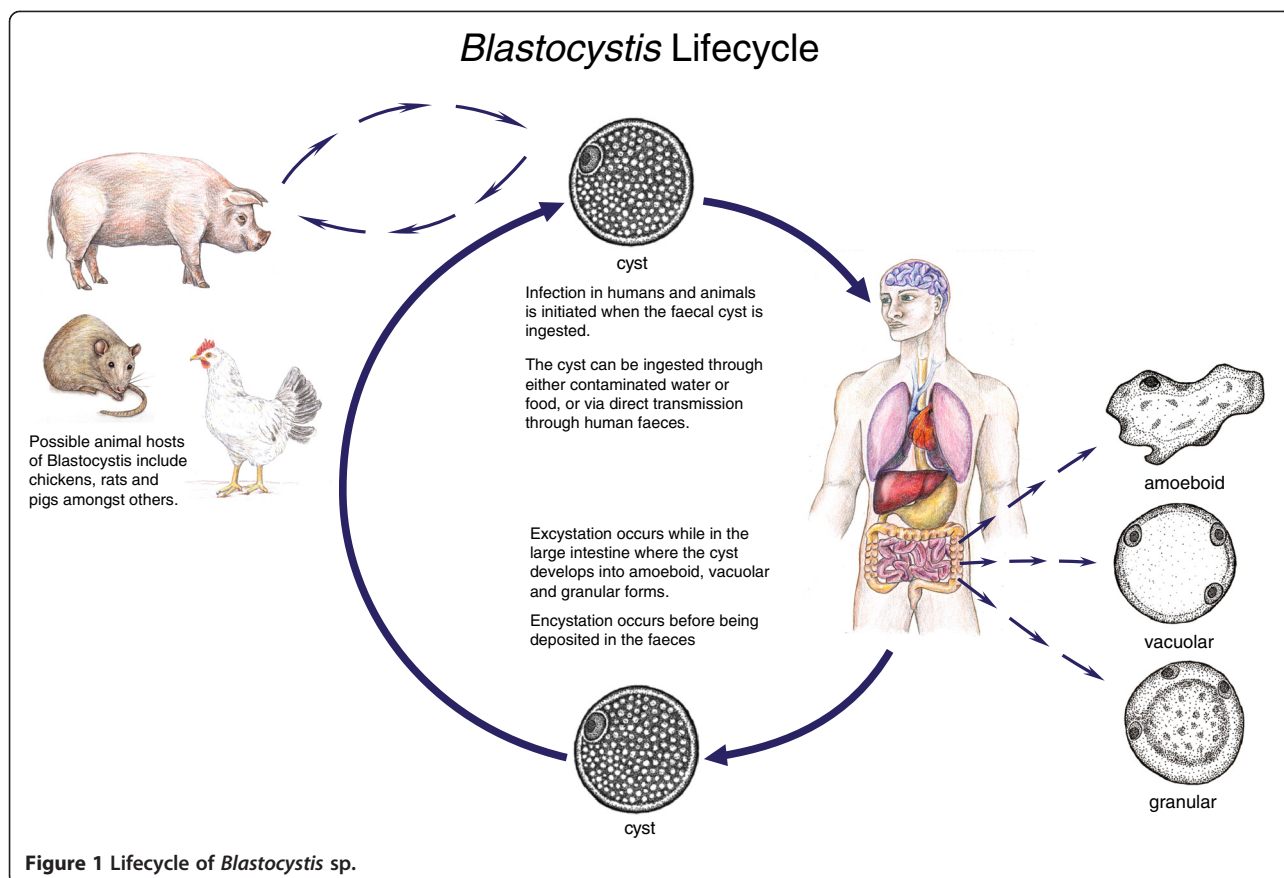 Blastocystis Lifecycle
cyst
Infection in humans and animals
is initiated when the faecal cyst is
ingested.
The cyst can be ingested through
either contaminated water or
food, or via direct transmission
through human faeces.
Possible animal hosts
of Blastocystis include
chickens, rats and
pigs amongst others.
Excystation occurs while in the
large intestine where the cyst
develops into amoeboid, vacuolar
and granular forms.
Encystation occurs before being
deposited in the faeces
amoeboid
vacuolar
granular
cyst
Figure 1 Lifecycle of Blastocystis sp.